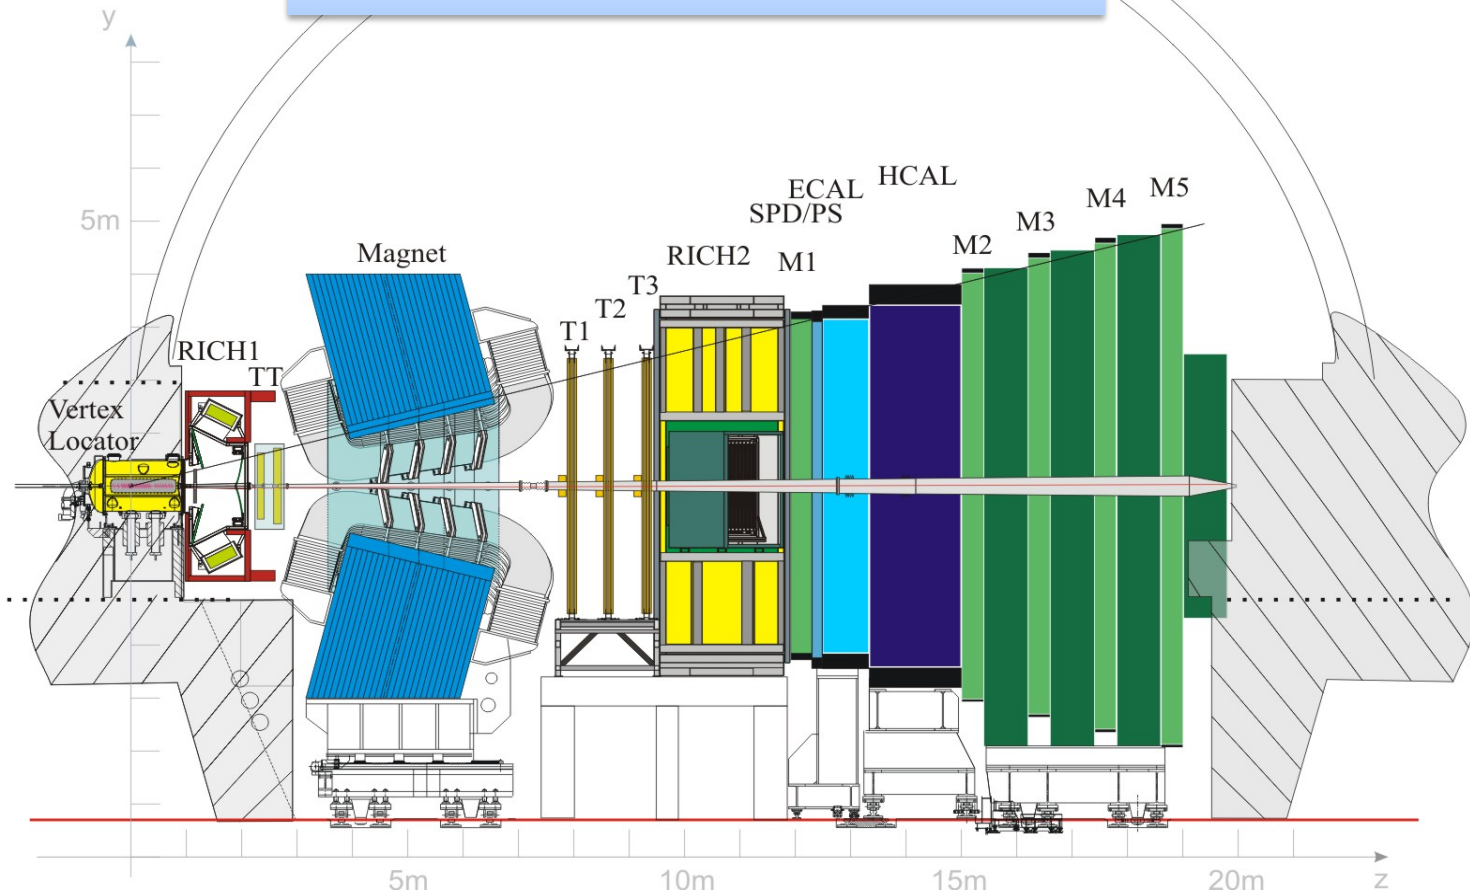 y
5m
Magnet
RICH1
TT
Vertex
Locator
T1
T2
T3
RICH2
M1
SPD/PS
ECAL
HCAL
M2
M3
M4
M5
5m
10m
15m
20m
z